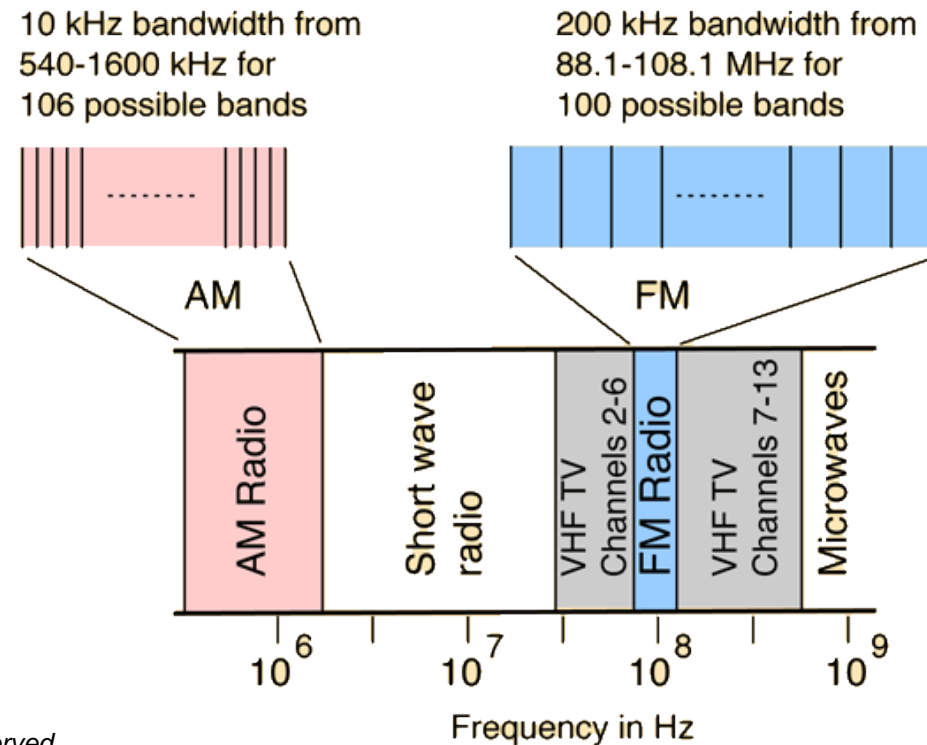 10 kHz bandwidth from
540-1600 kHz for
106 possible bands
200 kHz bandwidth from
88.1-108.1 MHz for
100 possible bands
AM
FM
AM Radio
Short wave
radio
VHF TV
Channels 2-6
FM Radio
VHF TV
Channels 7-13
Microwaves
10 6
10 7
10 8
10 9
Frequency in Hz
erved